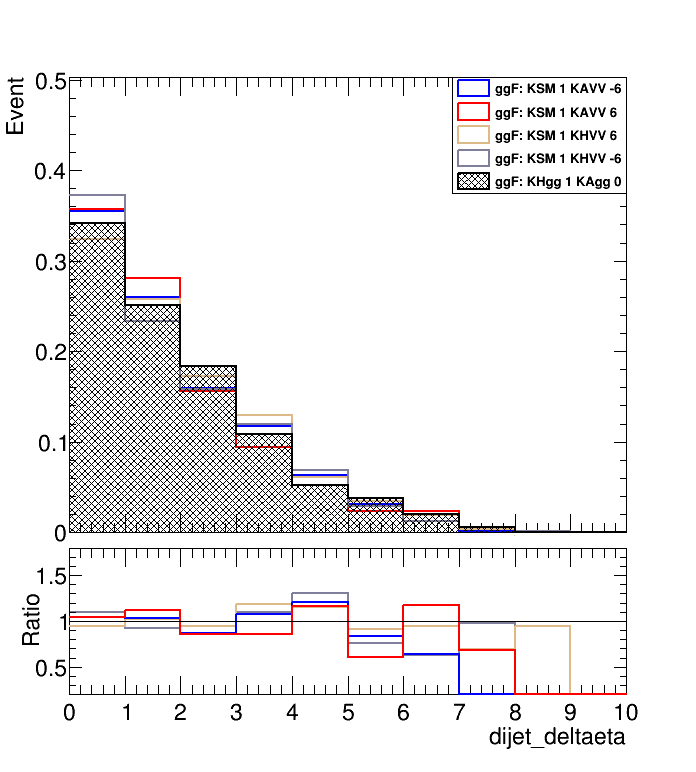 Event
0.5
0.4
0.3
0.2
0.1
0
ggF: KSM 1 KAVV -6
ggF: KSM 1 KAVV 6
ggF: KSM 1 KHVV 6
ggF: KSM 1 KHVV -6
ggF: KHgg 1 KAgg 0
Ratio
1.5
1
0.5
0 1 2 3 4 5 6 7 8 9 10
dijet_deltaeta